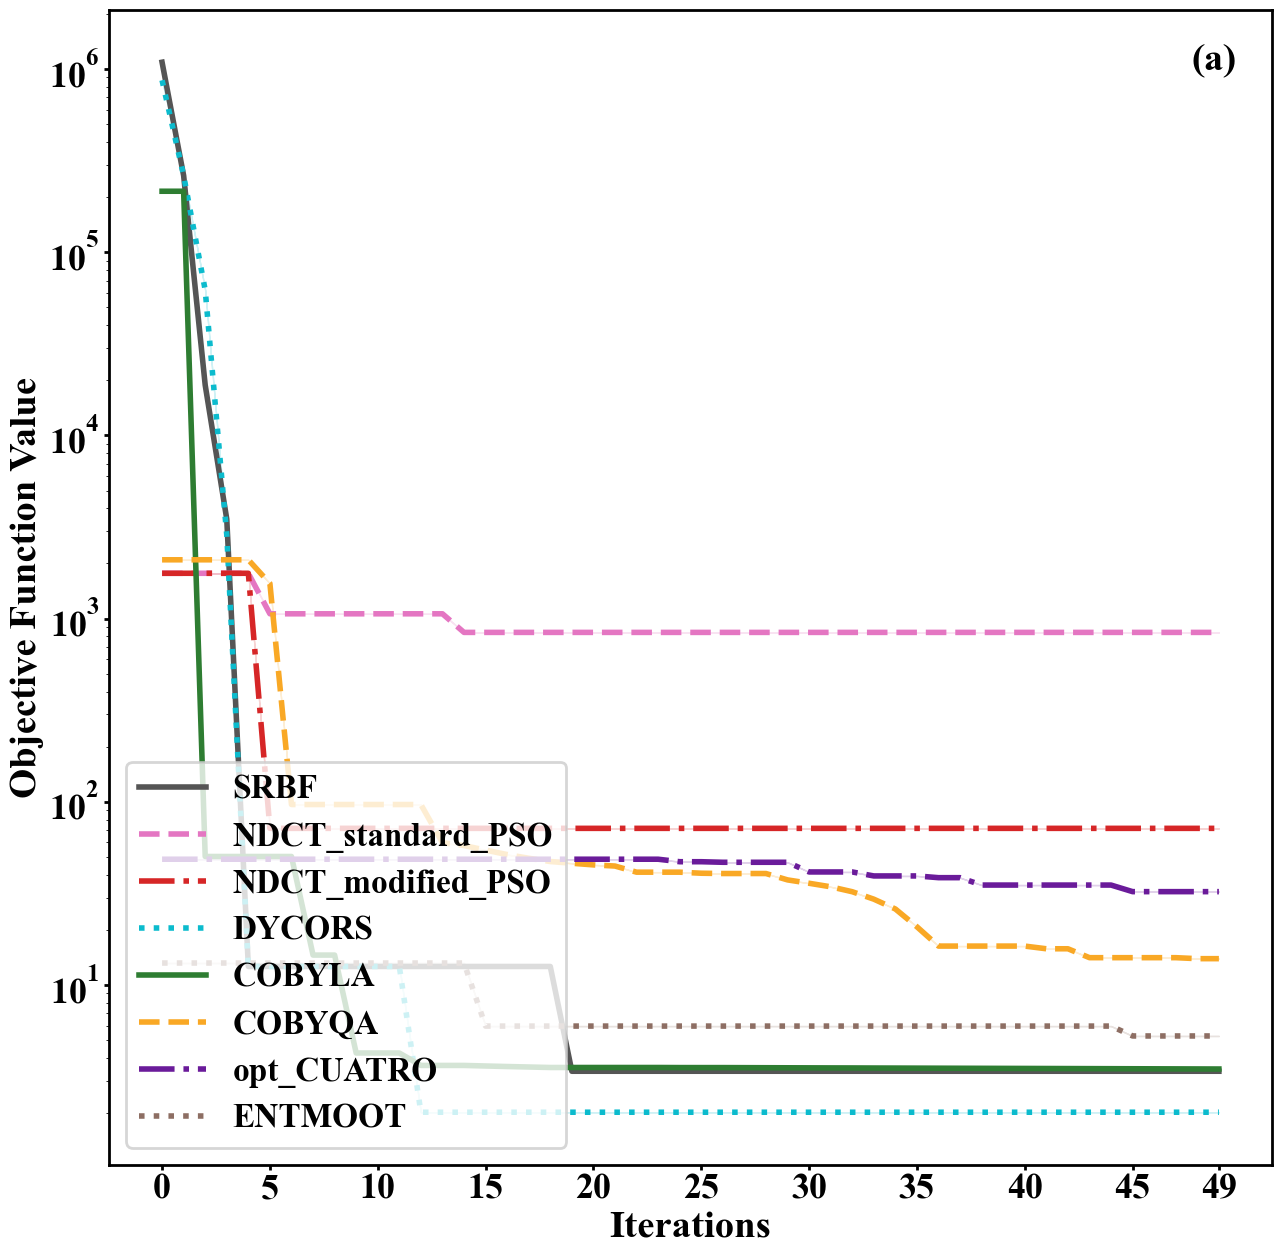 (a)
10^6
10^5
10^4
10^3
10^2
10^1
Objective Function Value
SRBF
NDCT_standard_PSO
NDCT_modified_PSO
DYCORS
COBYLA
COBYQA
opt_CUATRO
ENTMOOT
0 5 10 15 20 25 30 35 40 45 49
Iterations